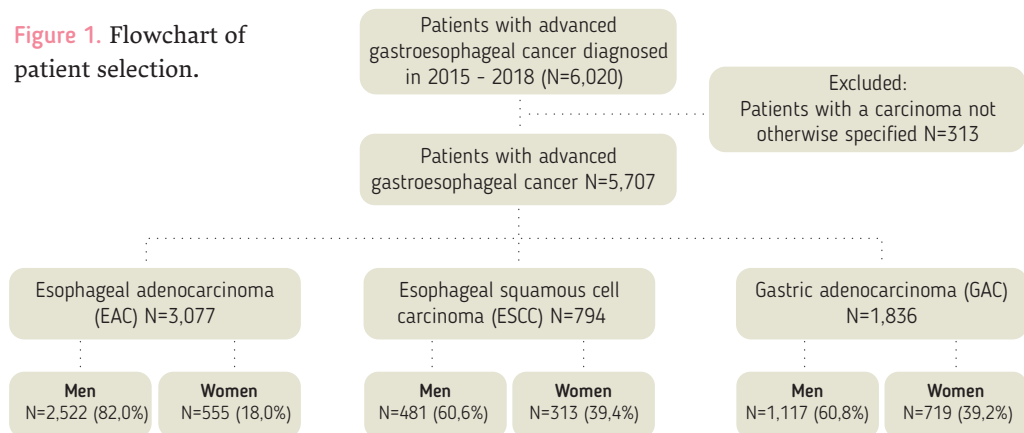 Figure 1. Flowchart of
patient selection.
Patients with advanced
gastroesophageal cancer diagnosed
in 2015 - 2018 (N=6,020)
Excluded:
Patients with a carcinoma not
otherwise specified N=313
Patients with advanced
gastroesophageal cancer N=5,707
Esophageal adenocarcinoma
(EAC) N=3,077
Esophageal squamous cell
carcinoma (ESCC) N=794
Gastric adenocarcinoma (GAC)
N=1,836
Men
N=2,522 (82,0%)
Women
N=555 (18,0%)
Men
N=481 (60,6%)
Women
N=313 (39,4%)
Men
N=1,117 (60,8%)
Women
N=719 (39,2%)